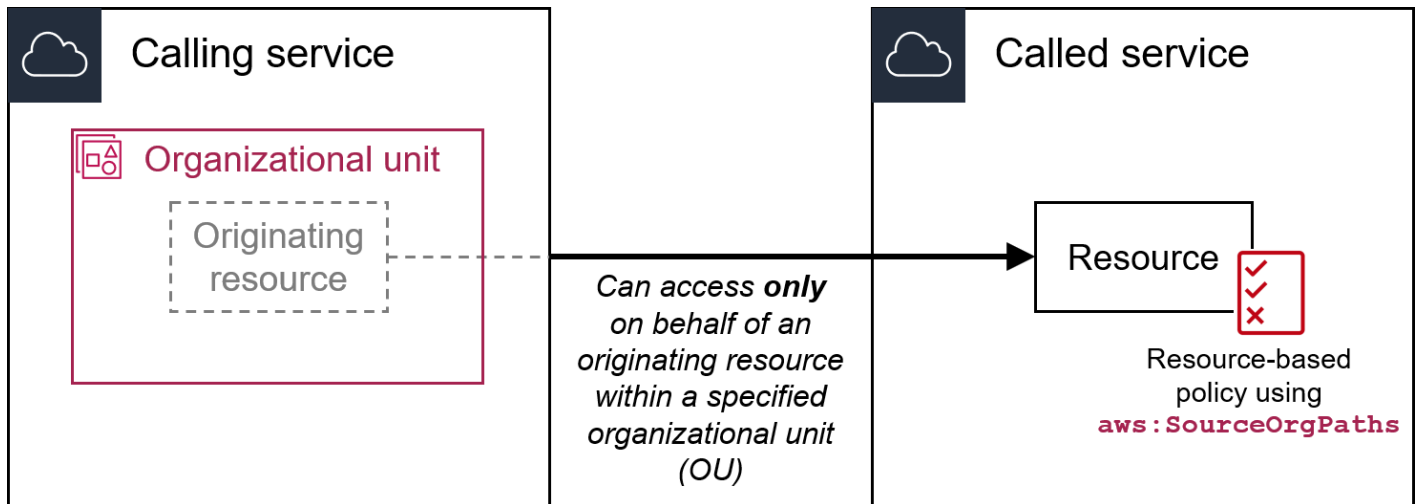 Calling service
Organizational unit
Originating
resource
Can access only
on behalf of an
originating resource
within a specified
organizational unit
(OU)
Called service
Resource
Resource-based
policy using
aws:SourceOrgPaths